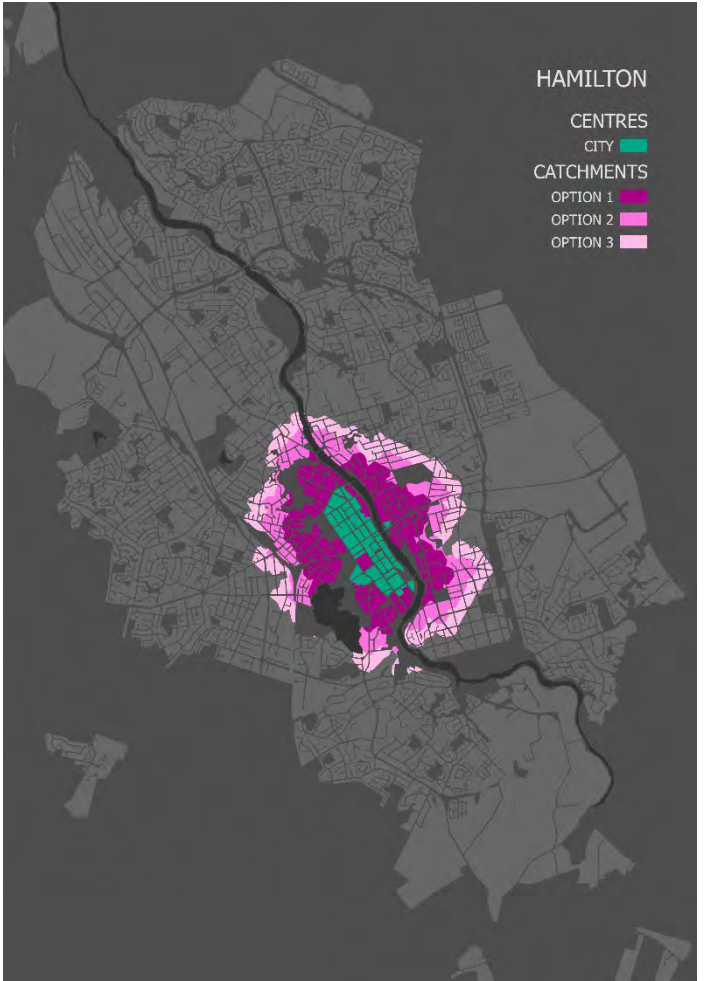 HAMILTON
CENTRES
CITY
CATCHMENTS
OPTION 1
OPTION 2
OPTION 3